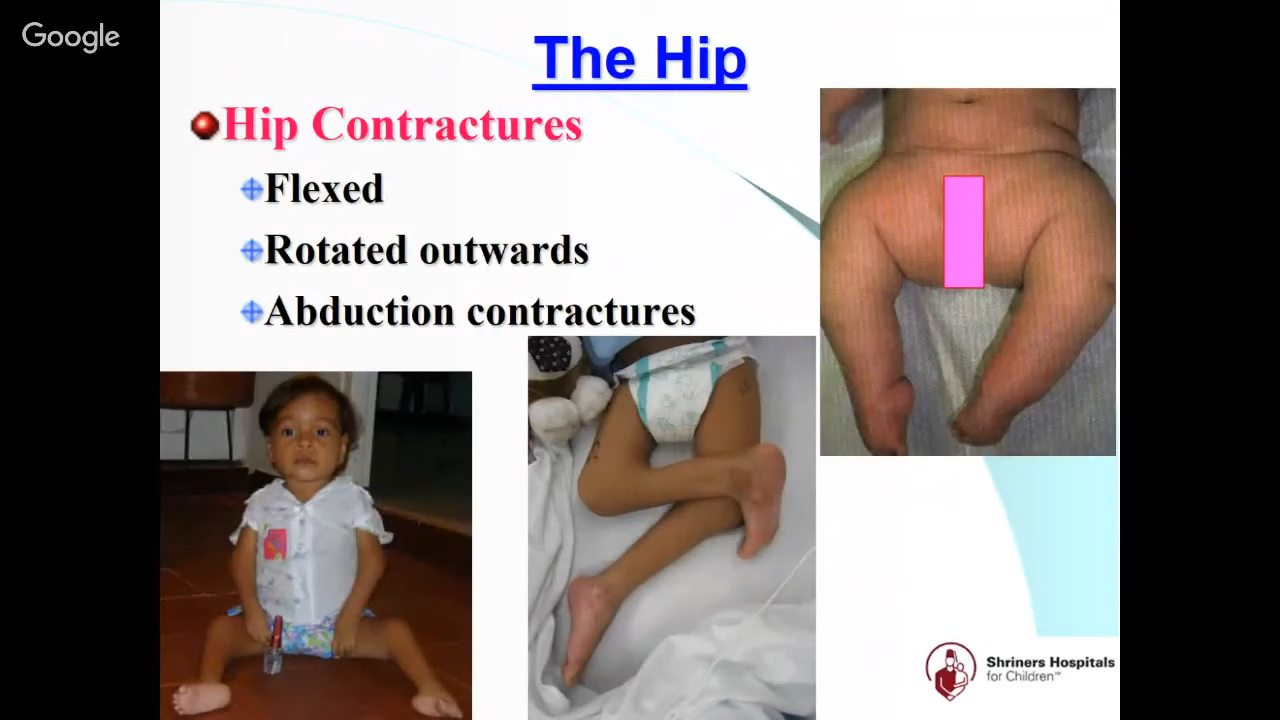 Google
The Hip
Hip Contractures
Flexed
Rotated outwards
Abduction contractures
Shriners Hospitals
for Children™